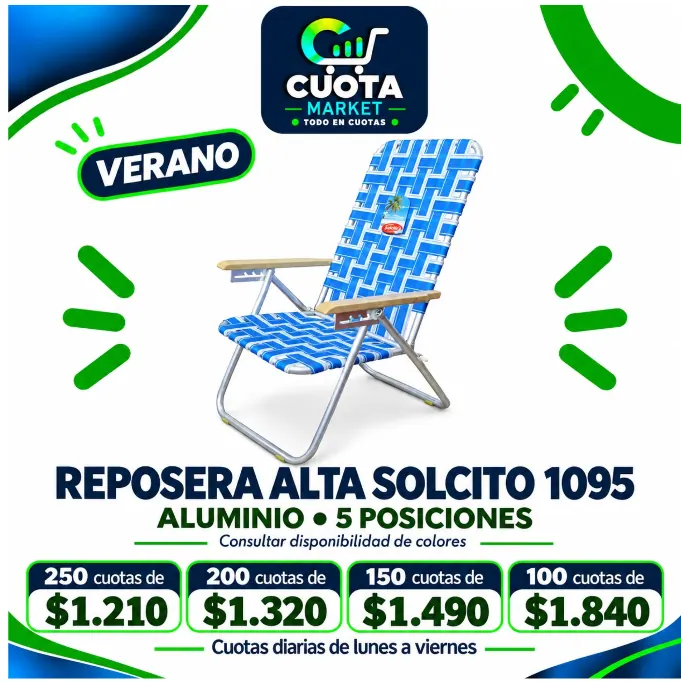 CUOTA
MARKET
TODO EN CUOTAS
VERANO
Solcito
REPOSERA ALTA SOLCITO 1095
ALUMINIO • 5 POSICIONES
Consultar disponibilidad de colores
250 cuotas de
$1.210
200 cuotas de
$1.320
150 cuotas de
$1.490
100 cuotas de
$1.840
Cuotas diarias de lunes a viernes